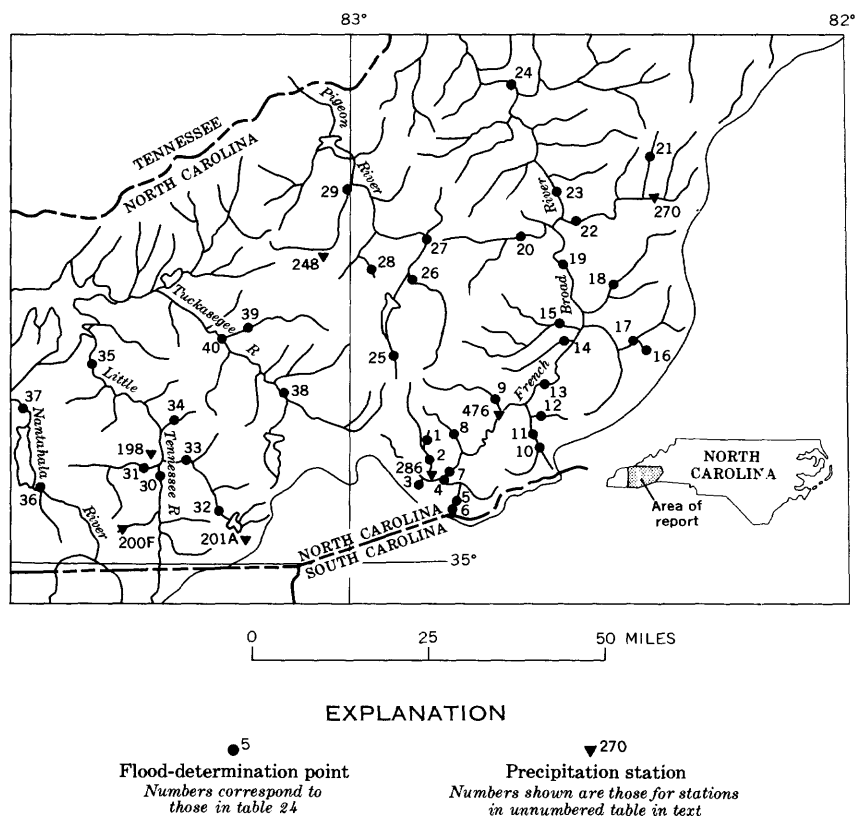 83°
82°
24
Pigeon
River
TENNESSEE
NORTH CAROLINA
21
29
River
23
270
22
20
27
248
28
26
19
18
Tuckasegee
R
Broad
39
40
15
17
14
16
35
Little
25
French
13
38
9
476
12
37
34
8
11
1
10
Nantahala
198
Tennessee R
33
2
286
7
31
30
3
4
5
36
6
32
River
200F
201A
NORTH CAROLINA
SOUTH CAROLINA
35°
NORTH
CAROLINA
Area of
report
0
25
50 MILES
EXPLANATION
5
Flood-determination point
Numbers correspond to
those in table 24
270
Precipitation station
Numbers shown are those for stations
in unnumbered table in text